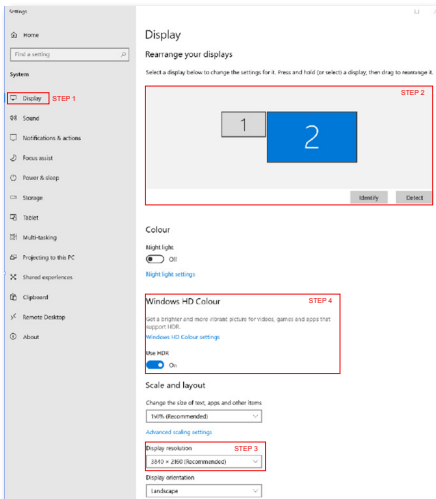 Settings
Home
Find a setting
System
Display STEP 1
Sound
Notifications & actions
Focus assist
Power & sleep
Storage
Tablet
Multi-tasking
Projecting to this PC
Shared experiences
Clipboard
Remote Desktop
About
Display
Rearrange your displays
Select a display below to change the settings for it. Press and hold (or select) a display, then drag to rearrange it.
STEP 2
1 2
Identify Detect
Colour
Night light
Off
Night light settings
Windows HD Colour STEP 4
Get a brighter and more vibrant picture for videos, games and apps that
support HDR.
Windows HD Colour settings
Use HDR
On
Scale and layout
Change the size of text, apps and other items
150% (Recommended)
Advanced scaling settings
Display resolution STEP 3
3840 × 2160 (Recommended)
Display orientation
Landscape